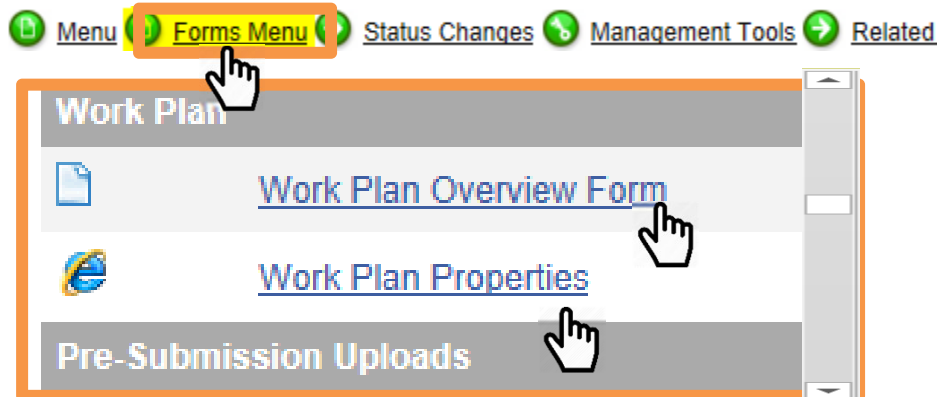 Menu Forms Menu Status Changes Management Tools Related
Work Plan
Work Plan Overview Form
Work Plan Properties
Pre-Submission Uploads